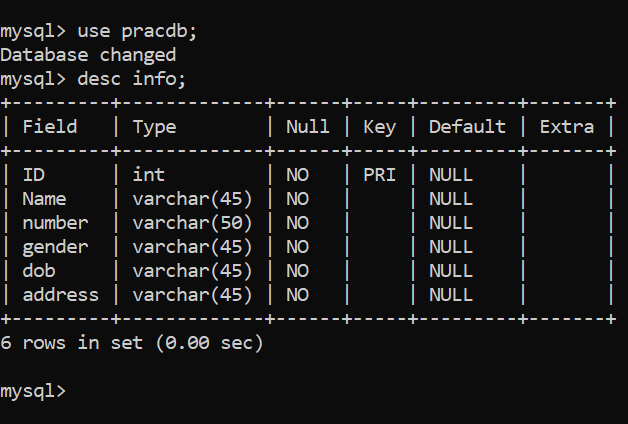 mysql> use pracdb;
Database changed
mysql> desc info;
+---------+-------------+------+-----+---------+-------+
| Field   | Type        | Null | Key | Default | Extra |
+---------+-------------+------+-----+---------+-------+
| ID      | int         | NO   | PRI | NULL    |       |
| Name    | varchar(45) | NO   |     | NULL    |       |
| number  | varchar(50) | NO   |     | NULL    |       |
| gender  | varchar(45) | NO   |     | NULL    |       |
| dob     | varchar(45) | NO   |     | NULL    |       |
| address | varchar(45) | NO   |     | NULL    |       |
+---------+-------------+------+-----+---------+-------+
6 rows in set (0.00 sec)
mysql>